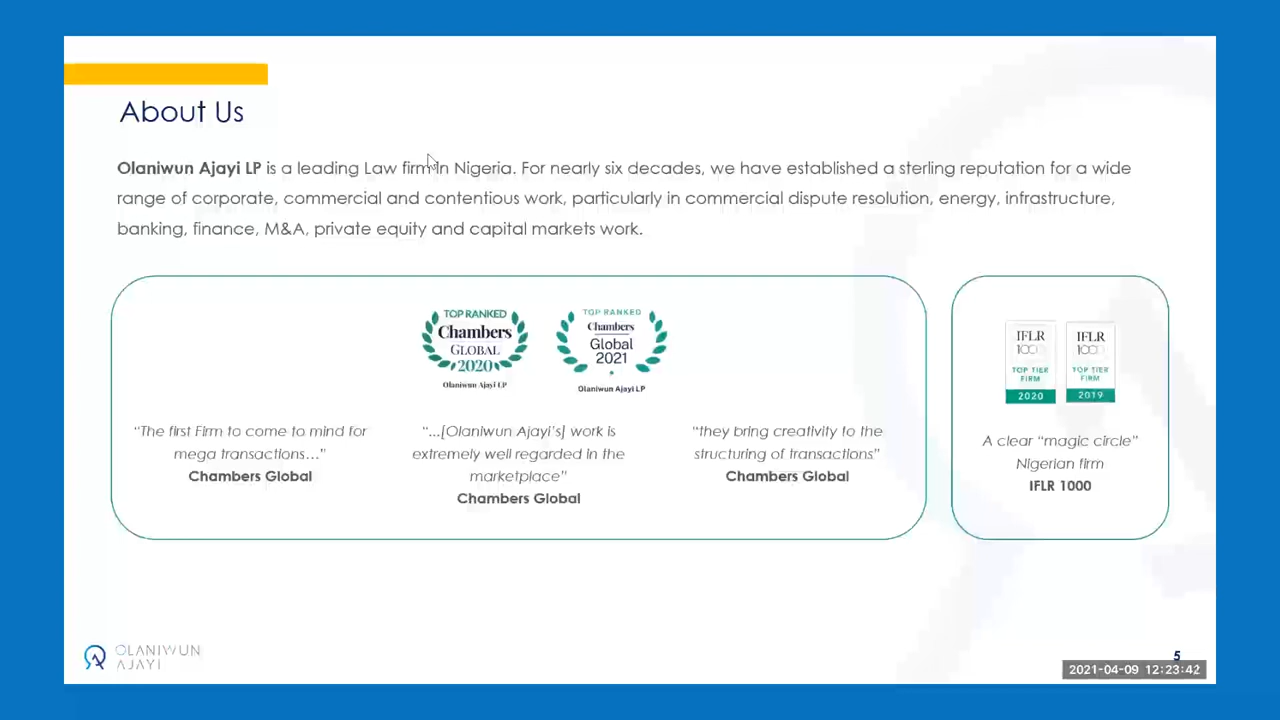 About Us
Olaniwun Ajayi LP is a leading Law firm in Nigeria. For nearly six decades, we have established a sterling reputation for a wide
range of corporate, commercial and contentious work, particularly in commercial dispute resolution, energy, infrastructure,
banking, finance, M&A, private equity and capital markets work.
TOP RANKED
Chambers
GLOBAL
2020
Olaniwun Ajayi LP
TOP RANKED
Chambers
Global
2021
Olaniwun Ajayi LP
“The first Firm to come to mind for
mega transactions…”
Chambers Global
“...[Olaniwun Ajayi’s] work is
extremely well regarded in the
marketplace”
Chambers Global
“they bring creativity to the
structuring of transactions”
Chambers Global
IFLR
1000
TOP TIER
FIRM
2020
IFLR
1000
TOP TIER
FIRM
2019
A clear “magic circle”
Nigerian firm
IFLR 1000
OLANIWUN
AJAYI
5
2021-04-09 12:23:42